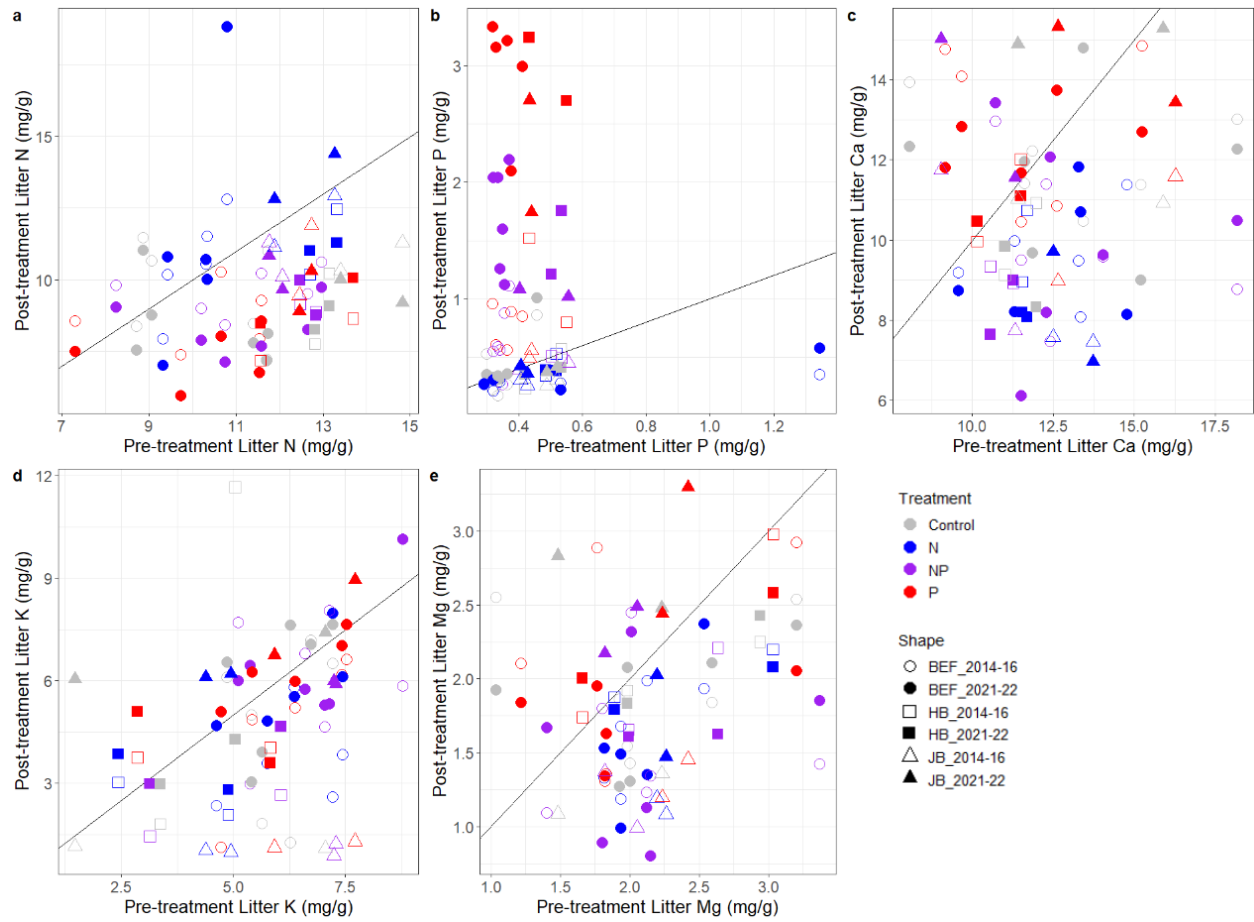 a
Post-treatment Litter N (mg/g)
15
10
7
9
11
13
15
Pre-treatment Litter N (mg/g)
b
Post-treatment Litter P (mg/g)
3
2
1
0.4
0.6
0.8
1.0
1.2
Pre-treatment Litter P (mg/g)
c
Post-treatment Litter Ca (mg/g)
14
12
10
8
6
10.0
12.5
15.0
17.5
Pre-treatment Litter Ca (mg/g)
d
Post-treatment Litter K (mg/g)
12
9
6
3
2.5
5.0
7.5
Pre-treatment Litter K (mg/g)
e
Post-treatment Litter Mg (mg/g)
3.0
2.5
2.0
1.5
1.0
1.0
1.5
2.0
2.5
3.0
Pre-treatment Litter Mg (mg/g)
Treatment
Control
N
NP
P
Shape
BEF_2014-16
BEF_2021-22
HB_2014-16
HB_2021-22
JB_2014-16
JB_2021-22